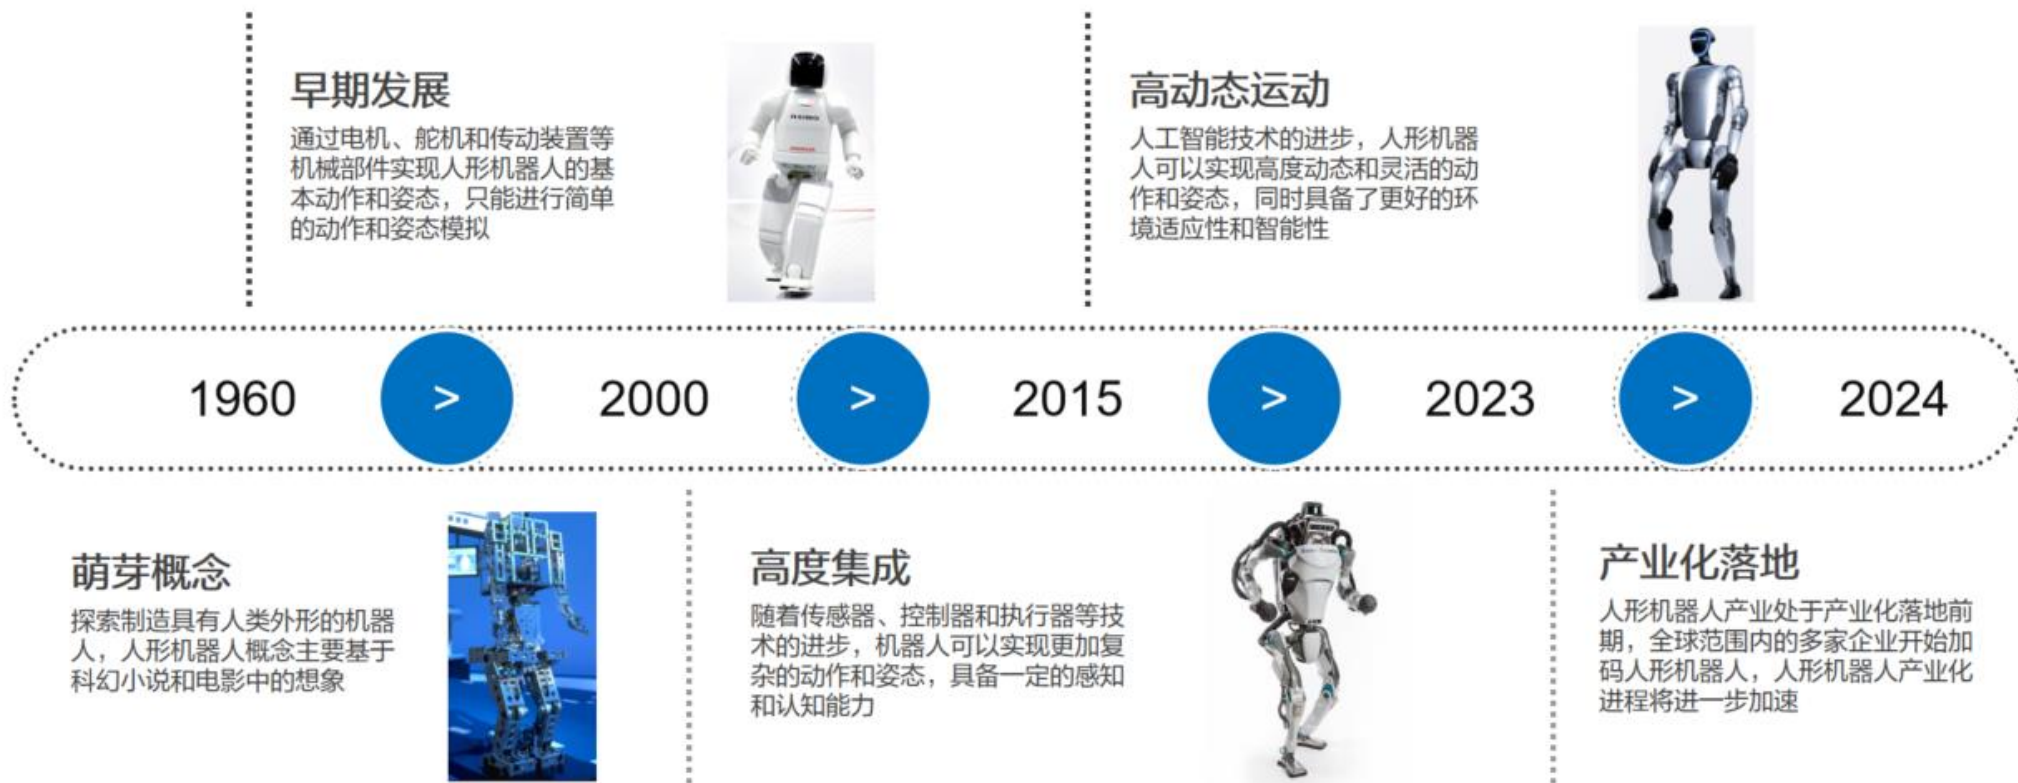 早期发展
通过电机、舵机和传动装置等
机械部件实现人形机器人的基
本动作和姿态，只能进行简单
的动作和姿态模拟
高动态运动
人工智能技术的进步，人形机器
人可以实现高度动态和灵活的动
作和姿态，同时具备了更好的环
境适应性和智能性
1960 > 2000 > 2015 > 2023 > 2024
萌芽概念
探索制造具有人类外形的机器
人，人形机器人概念主要基于
科幻小说和电影中的想象
高度集成
随着传感器、控制器和执行器等技
术的进步，机器人可以实现更加复
杂的动作和姿态，具备一定的感知
和认知能力
产业化落地
人形机器人产业处于产业化落地前
期，全球范围内的多家企业开始加
码人形机器人，人形机器人产业化
进程将进一步加速